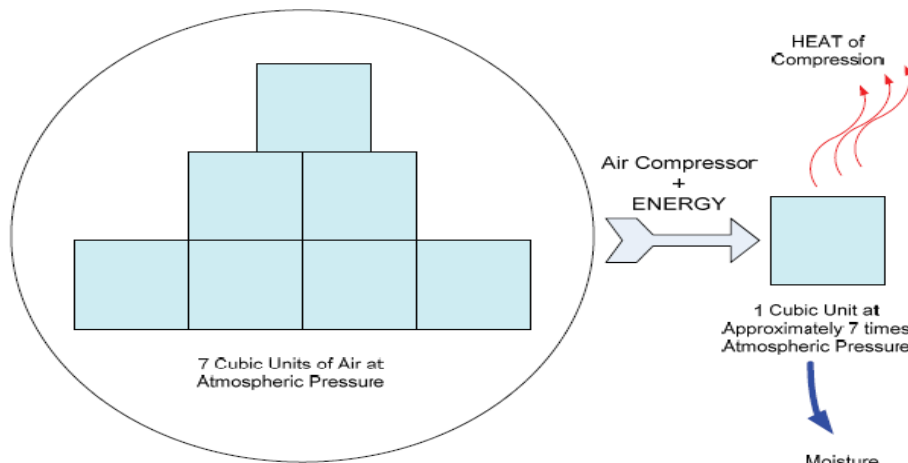 HEAT of
Compression
Air Compressor
+
ENERGY
7 Cubic Units of Air at
Atmospheric Pressure
1 Cubic Unit at
Approximately 7 times
Atmospheric Pressure
Moisture